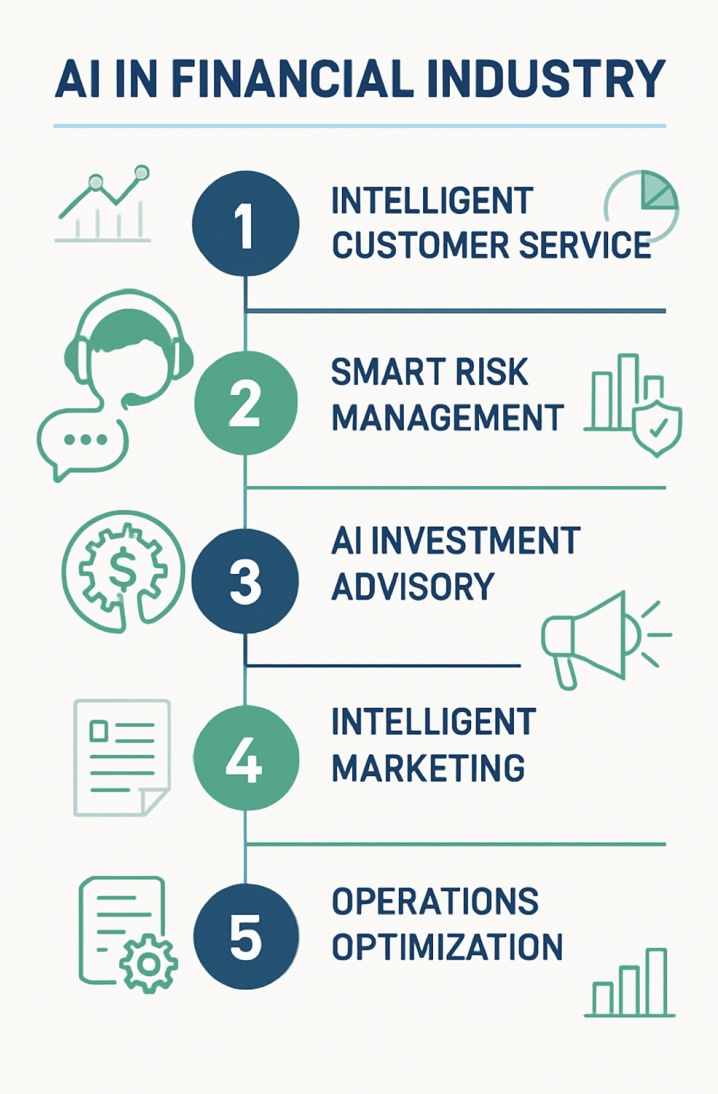 AI IN FINANCIAL INDUSTRY
1
INTELLIGENT
CUSTOMER SERVICE
2
SMART RISK
MANAGEMENT
$
3
AI INVESTMENT
ADVISORY
4
INTELLIGENT
MARKETING
5
OPERATIONS
OPTIMIZATION